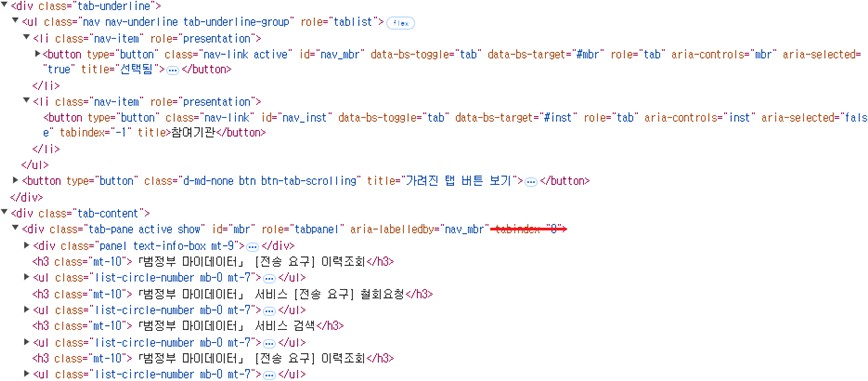 <div class="tab-underline">
<ul class="nav nav-underline tab-underline-group" role="tablist"> flex
<li class="nav-item" role="presentation">
<button type="button" class="nav-link active" id="nav_mbr" data-bs-toggle="tab" data-bs-target="#mbr" role="tab" aria-controls="mbr" aria-selected=
"true" title="선택됨"> … </button>
</li>
<li class="nav-item" role="presentation">
<button type="button" class="nav-link" id="nav_inst" data-bs-toggle="tab" data-bs-target="#inst" role="tab" aria-controls="inst" aria-selected="fals
e" tabindex="-1" title>참여기관</button>
</li>
</ul>
<button type="button" class="d-md-none btn btn-tab-scrolling" title="가려진 탭 버튼 보기"> … </button>
</div>
<div class="tab-content">
<div class="tab-pane active show" id="mbr" role="tabpanel" aria-labelledby="nav_mbr" tabindex="0">
<div class="panel text-info-box mt-9"> … </div>
<h3 class="mt-10">「범정부 마이데이터」 [전송 요구] 이력조회</h3>
<ul class="list-circle-number mb-0 mt-7"> … </ul>
<h3 class="mt-10">「범정부 마이데이터」 서비스 [전송 요구] 철회요청</h3>
<ul class="list-circle-number mb-0 mt-7"> … </ul>
<h3 class="mt-10">「범정부 마이데이터」 서비스 검색</h3>
<ul class="list-circle-number mb-0 mt-7"> … </ul>
<h3 class="mt-10">「범정부 마이데이터」 [전송 요구] 이력조회</h3>
<ul class="list-circle-number mb-0 mt-7"> … </ul>